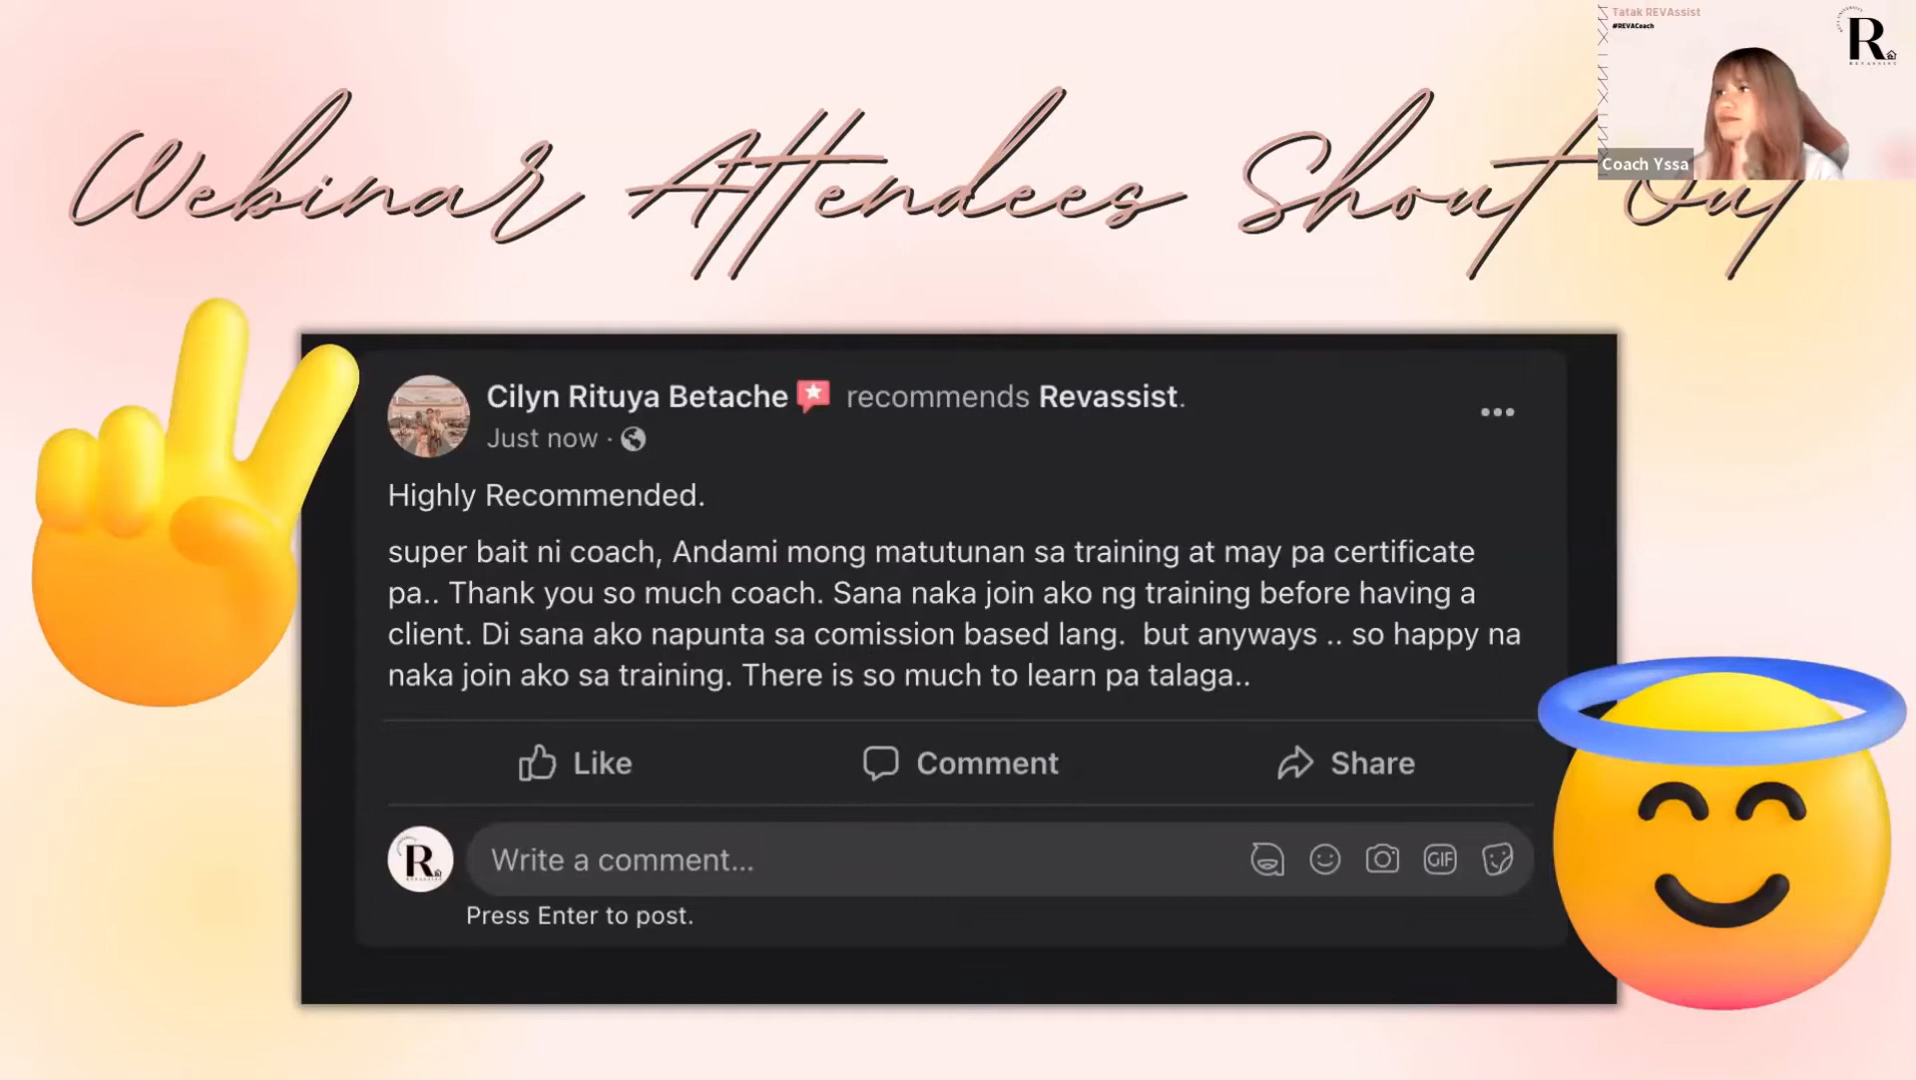 Tatak REVAssist
#REVACoach
R
REVASSIST
Coach Yssa
Webinar Attendees Shout Out
Cilyn Rituya Betache recommends Revassist.
Just now ·
Highly Recommended.
super bait ni coach, Andami mong matutunan sa training at may pa certificate
pa.. Thank you so much coach. Sana naka join ako ng training before having a
client. Di sana ako napunta sa comission based lang. but anyways .. so happy na
naka join ako sa training. There is so much to learn pa talaga..
Like
Comment
Share
R
Write a comment...
GIF
Press Enter to post.